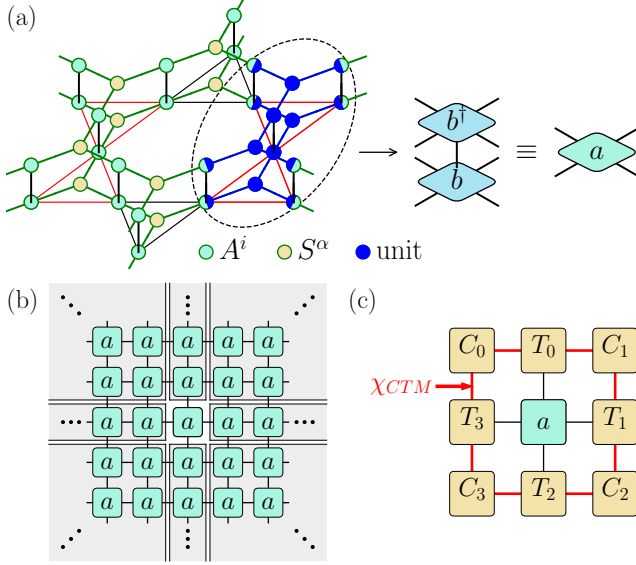 (a)
b†
b
≡
a
A^i
S^α
unit
(b)
a a a a a
a a a a a
a a a a a
a a a a a
a a a a a
(c)
C_0 T_0 C_1
χ_CTM
T_3 a T_1
C_3 T_2 C_2